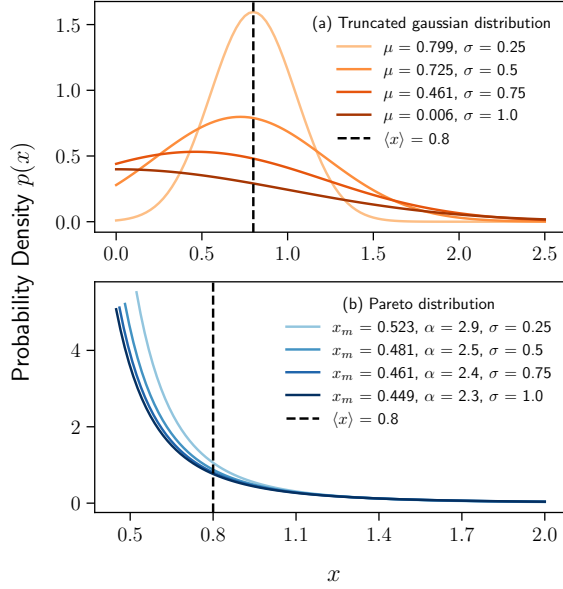 Probability Density p(x)
(a) Truncated gaussian distribution
μ = 0.799, σ = 0.25
μ = 0.725, σ = 0.5
μ = 0.461, σ = 0.75
μ = 0.006, σ = 1.0
⟨x⟩ = 0.8
1.5
1.0
0.5
0.0
0.0 0.5 1.0 1.5 2.0 2.5
(b) Pareto distribution
x_m = 0.523, α = 2.9, σ = 0.25
x_m = 0.481, α = 2.5, σ = 0.5
x_m = 0.461, α = 2.4, σ = 0.75
x_m = 0.449, α = 2.3, σ = 1.0
⟨x⟩ = 0.8
4
2
0
0.5 0.8 1.1 1.4 1.7 2.0
x